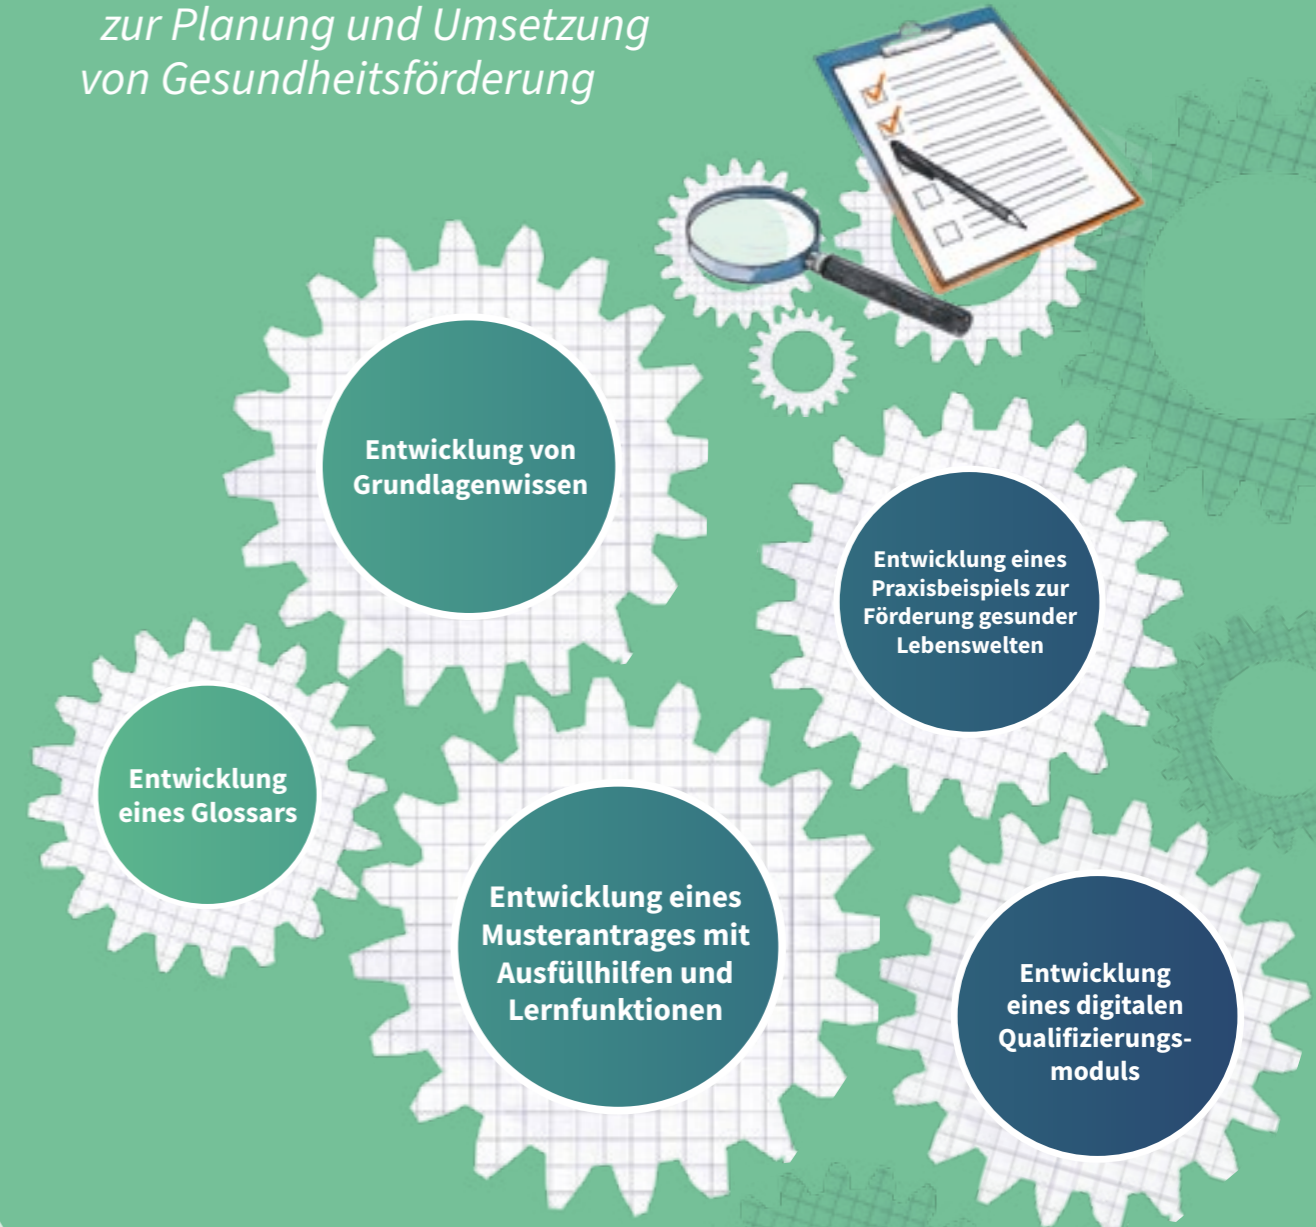 zur Planung und Umsetzung
von Gesundheitsförderung
Entwicklung von
Grundlagenwissen
Entwicklung eines
Praxisbeispiels zur
Förderung gesunder
Lebenswelten
Entwicklung
eines Glossars
Entwicklung eines
Musterantrages mit
Ausfüllhilfen und
Lernfunktionen
Entwicklung
eines digitalen
Qualifizierungs-
moduls